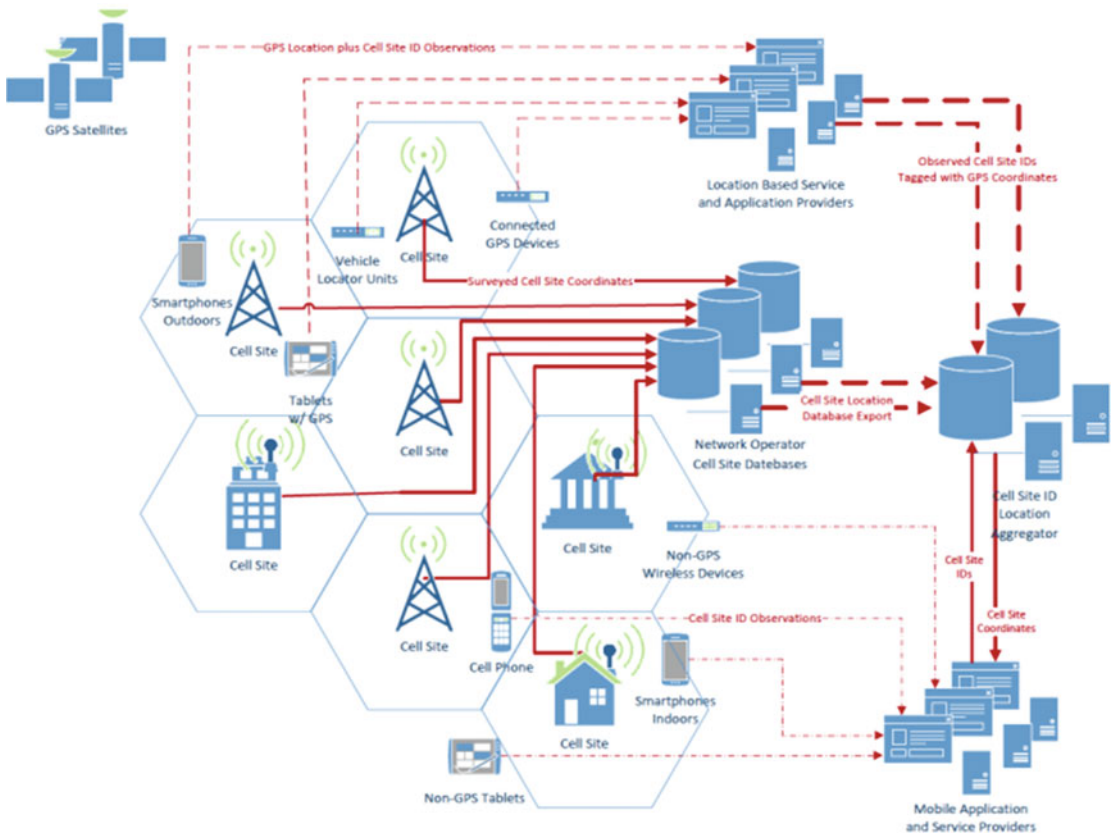 GPS Location plus Cell Site ID Observations
GPS Satellites
Observed Cell Site IDs
Tagged with GPS Coordinates
Location Based Service
and Application Providers
Connected
GPS Devices
Cell Site
Vehicle
Locator Units
Surveyed Cell Site Coordinates
Smartphones
Outdoors
Cell Site
Tablets
w/ GPS
Cell Site
Cell Site Location
Database Export
Network Operator
Cell Site Datebases
Cell Site ID
Location
Aggregator
Cell Site
Cell Site
Non-GPS
Wireless Devices
Cell Site
IDs
Cell Site
Coordinates
Cell Site ID Observations
Cell Site
Cell Phone
Smartphones
Indoors
Cell Site
Non-GPS Tablets
Mobile Application
and Service Providers